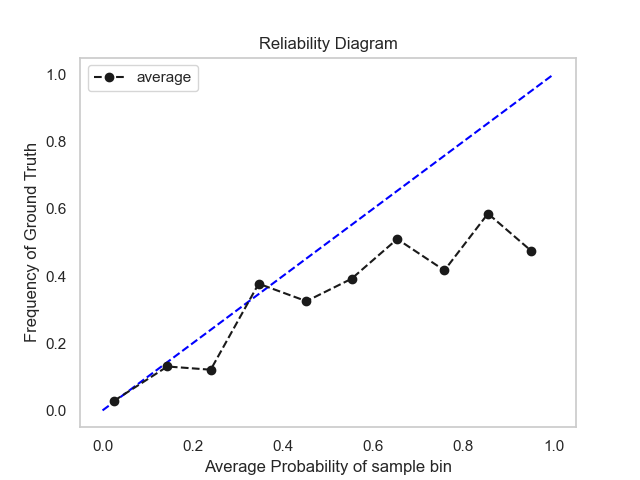 Reliability Diagram
average
1.0
0.8
0.6
0.4
0.2
0.0
Frequency of Ground Truth
0.0 0.2 0.4 0.6 0.8 1.0
Average Probability of sample bin